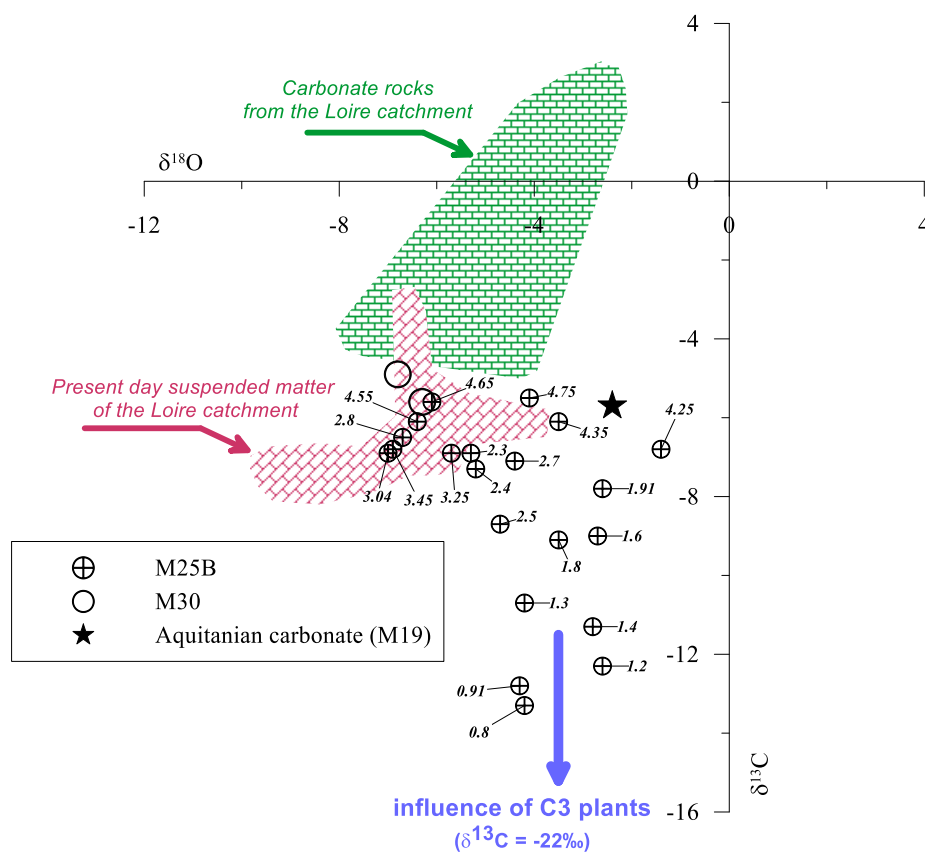 4
Carbonate rocks
from the Loire catchment
δ¹⁸O
0
-12
-8
-4
0
4
-4
Present day suspended matter
of the Loire catchment
4.65
4.55
4.75
2.8
4.35
4.25
2.3
2.7
3.04
3.45
3.25
2.4
1.91
-8
2.5
1.6
1.8
M25B
M30
Aquitanian carbonate (M19)
1.3
1.4
-12
1.2
0.91
0.8
δ¹³C
influence of C3 plants
-16
(δ¹³C = -22‰)